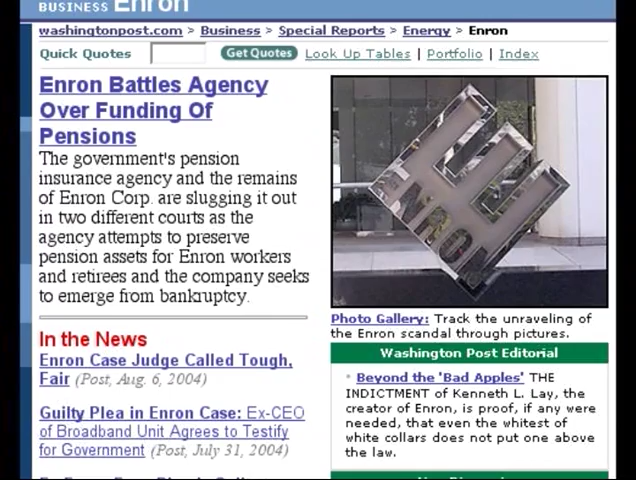 BUSINESS Enron
washingtonpost.com > Business > Special Reports > Energy > Enron
Quick Quotes Get Quotes Look Up Tables | Portfolio | Index
Enron Battles Agency
Over Funding Of
Pensions
The government's pension
insurance agency and the remains
of Enron Corp. are slugging it out
in two different courts as the
agency attempts to preserve
pension assets for Enron workers
and retirees and the company seeks
to emerge from bankruptcy.
In the News
Enron Case Judge Called Tough,
Fair (Post, Aug. 6, 2004)
Guilty Plea in Enron Case: Ex-CEO
of Broadband Unit Agrees to Testify
for Government (Post, July 31, 2004)
ENRON
Photo Gallery: Track the unraveling of
the Enron scandal through pictures.
Washington Post Editorial
• Beyond the 'Bad Apples' THE
INDICTMENT of Kenneth L. Lay, the
creator of Enron, is proof, if any were
needed, that even the whitest of
white collars does not put one above
the law.